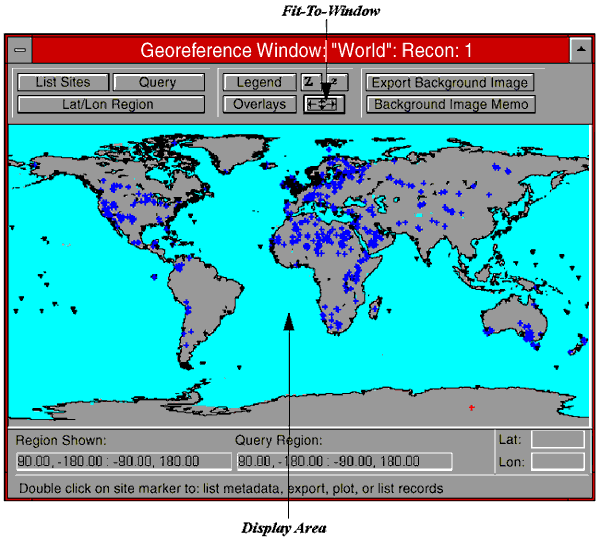 Fit-To-Window
Georeference Window: "World": Recon: 1
List Sites
Query
Legend
Z
z
Export Background Image
Lat/Lon Region
Overlays
Background Image Memo
Region Shown:
Query Region:
Lat:
90.00, -180.00 : -90.00, 180.00
90.00, -180.00 : -90.00, 180.00
Lon:
Double click on site marker to: list metadata, export, plot, or list records
Display Area